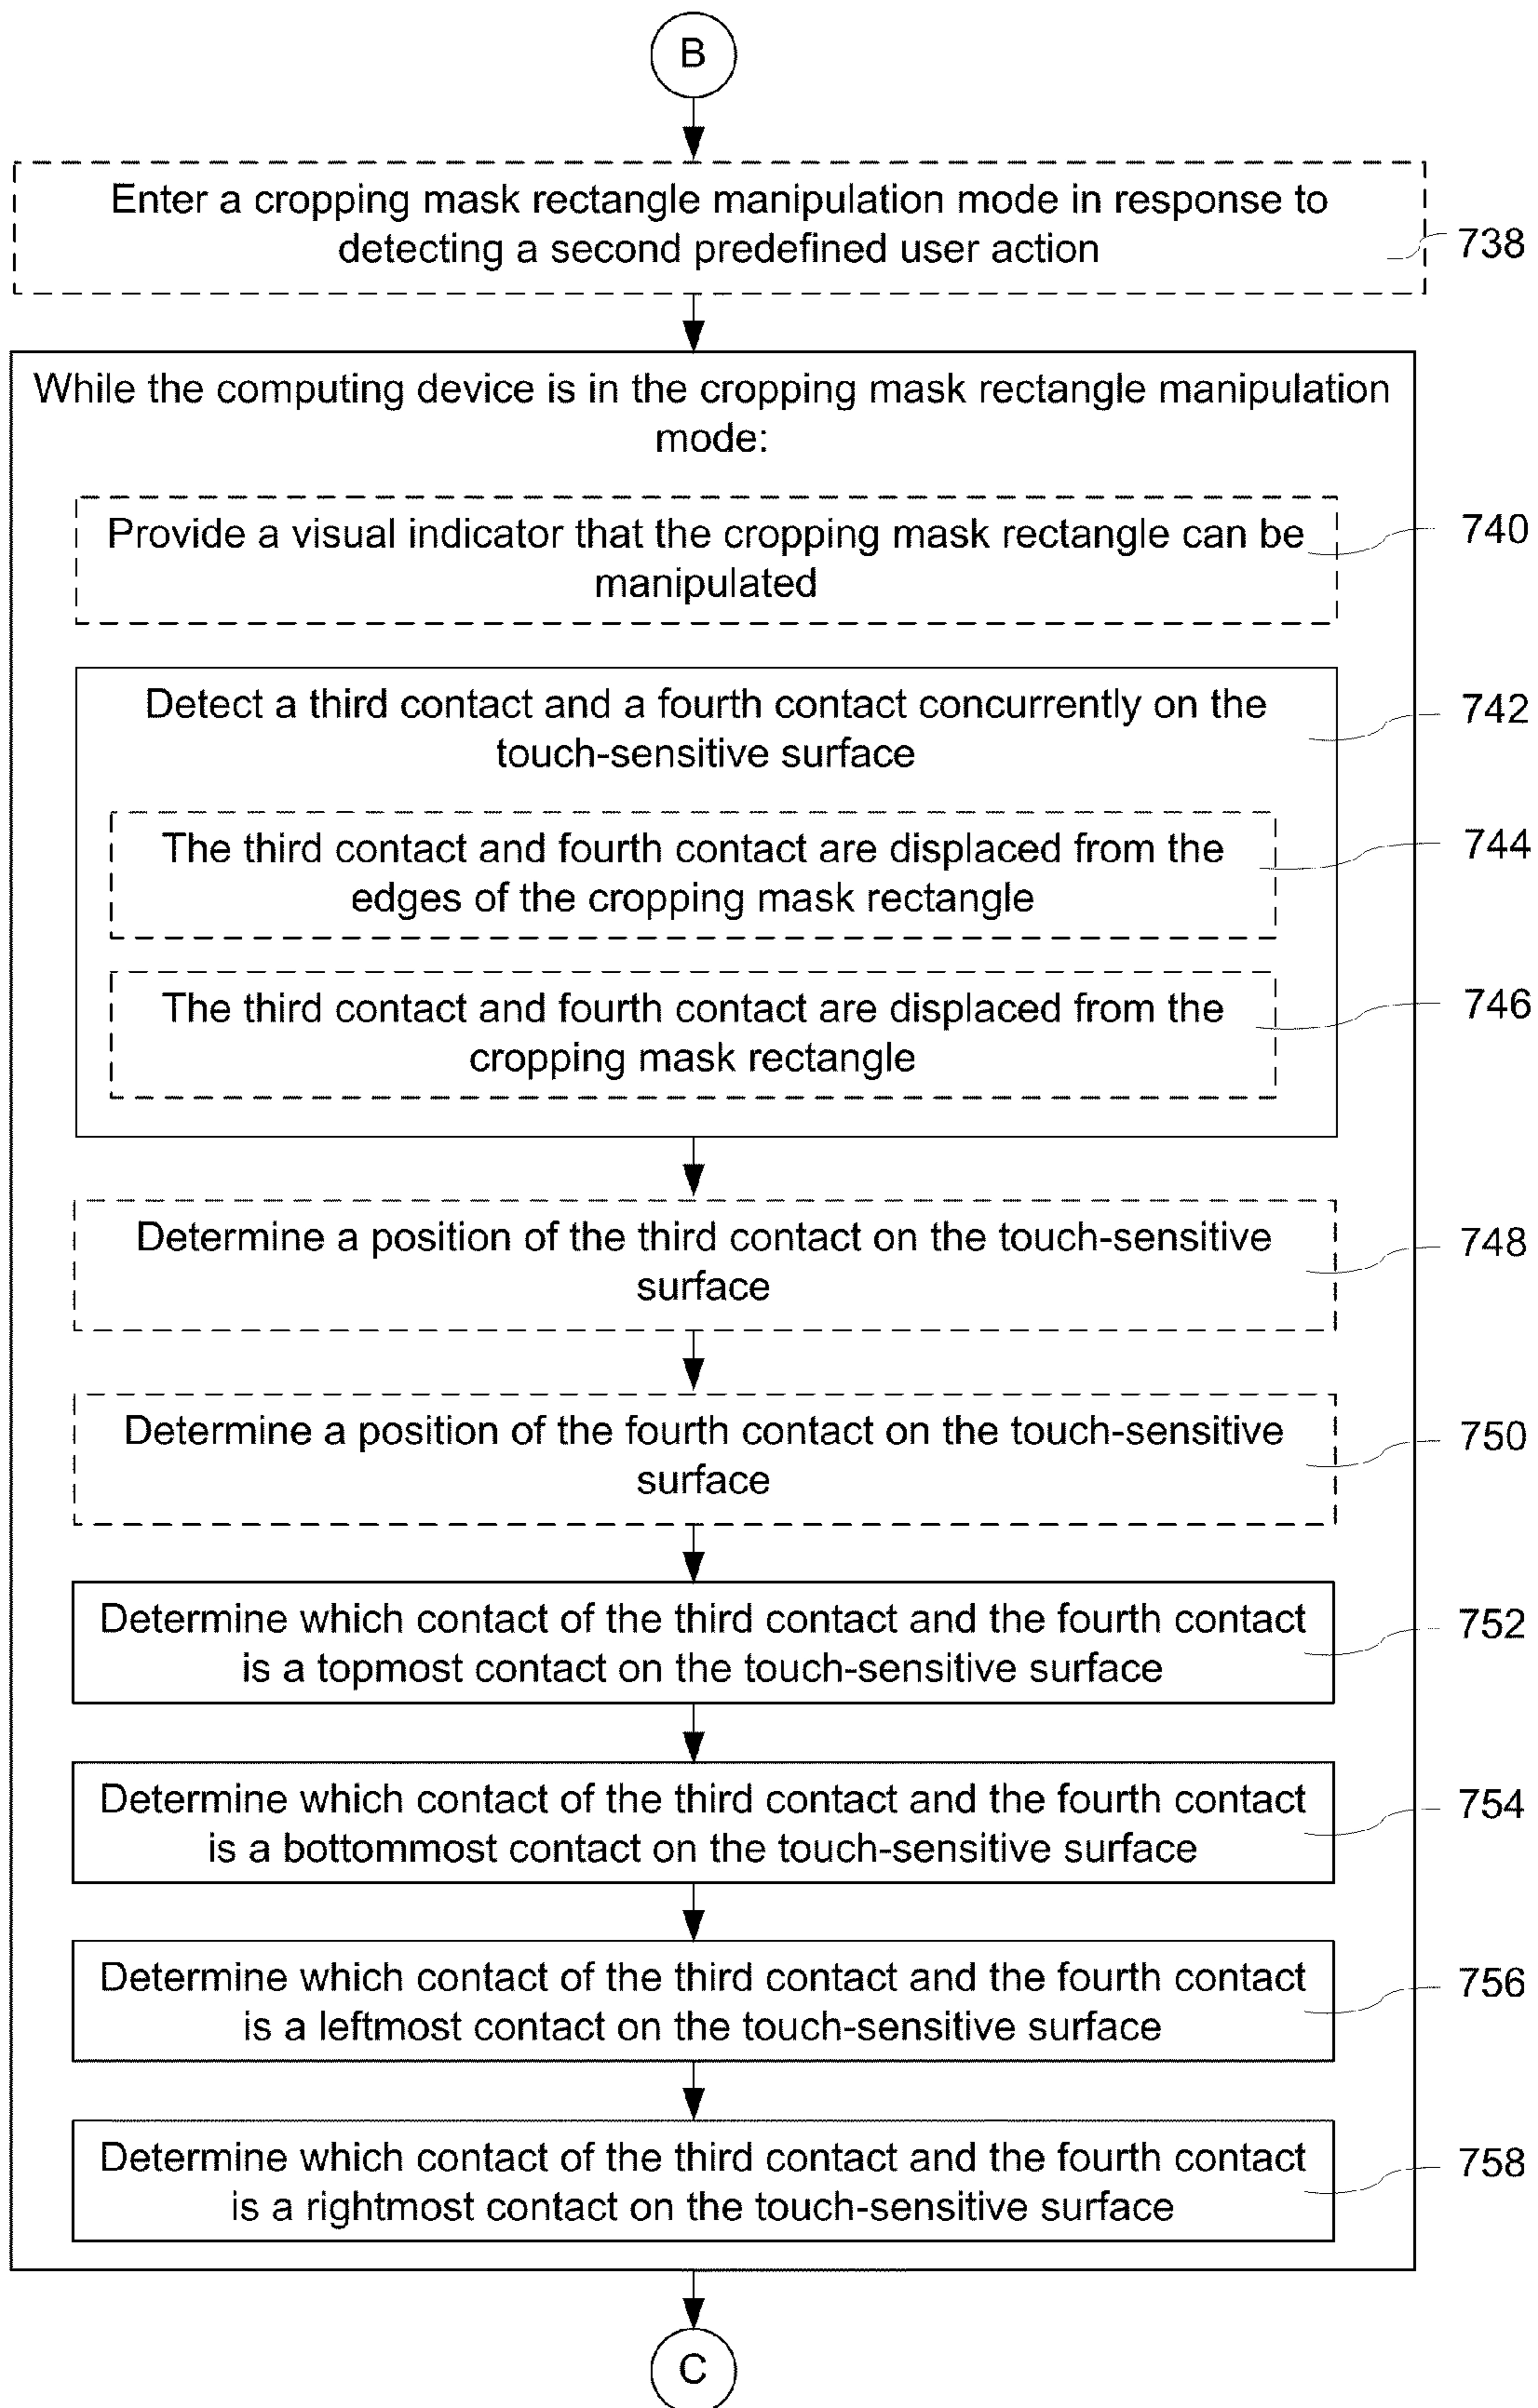 B
Enter a cropping mask rectangle manipulation mode in response to
detecting a second predefined user action
738
While the computing device is in the cropping mask rectangle manipulation
mode:
Provide a visual indicator that the cropping mask rectangle can be
manipulated
740
Detect a third contact and a fourth contact concurrently on the
touch-sensitive surface
742
The third contact and fourth contact are displaced from the
edges of the cropping mask rectangle
744
The third contact and fourth contact are displaced from the
cropping mask rectangle
746
Determine a position of the third contact on the touch-sensitive
surface
748
Determine a position of the fourth contact on the touch-sensitive
surface
750
Determine which contact of the third contact and the fourth contact
is a topmost contact on the touch-sensitive surface
752
Determine which contact of the third contact and the fourth contact
is a bottommost contact on the touch-sensitive surface
754
Determine which contact of the third contact and the fourth contact
is a leftmost contact on the touch-sensitive surface
756
Determine which contact of the third contact and the fourth contact
is a rightmost contact on the touch-sensitive surface
758
C